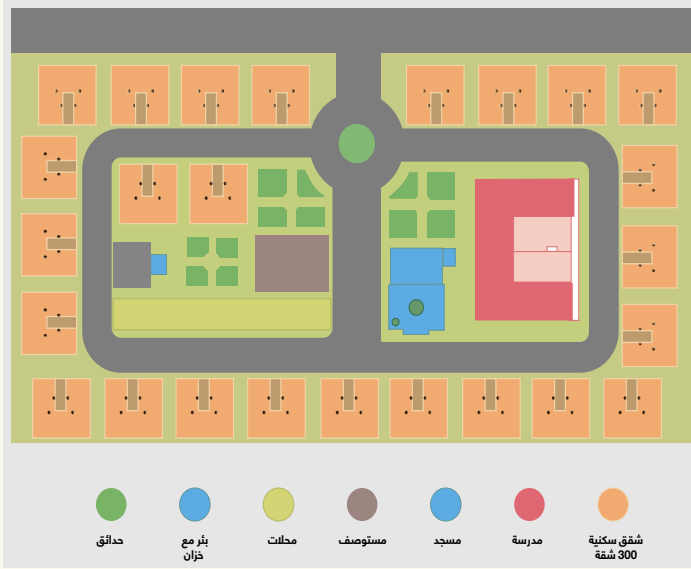 شقق سكنية
300 شقة
مدرسة
مسجد
مستوصف
محلات
بئر مع
خزان
حدائق